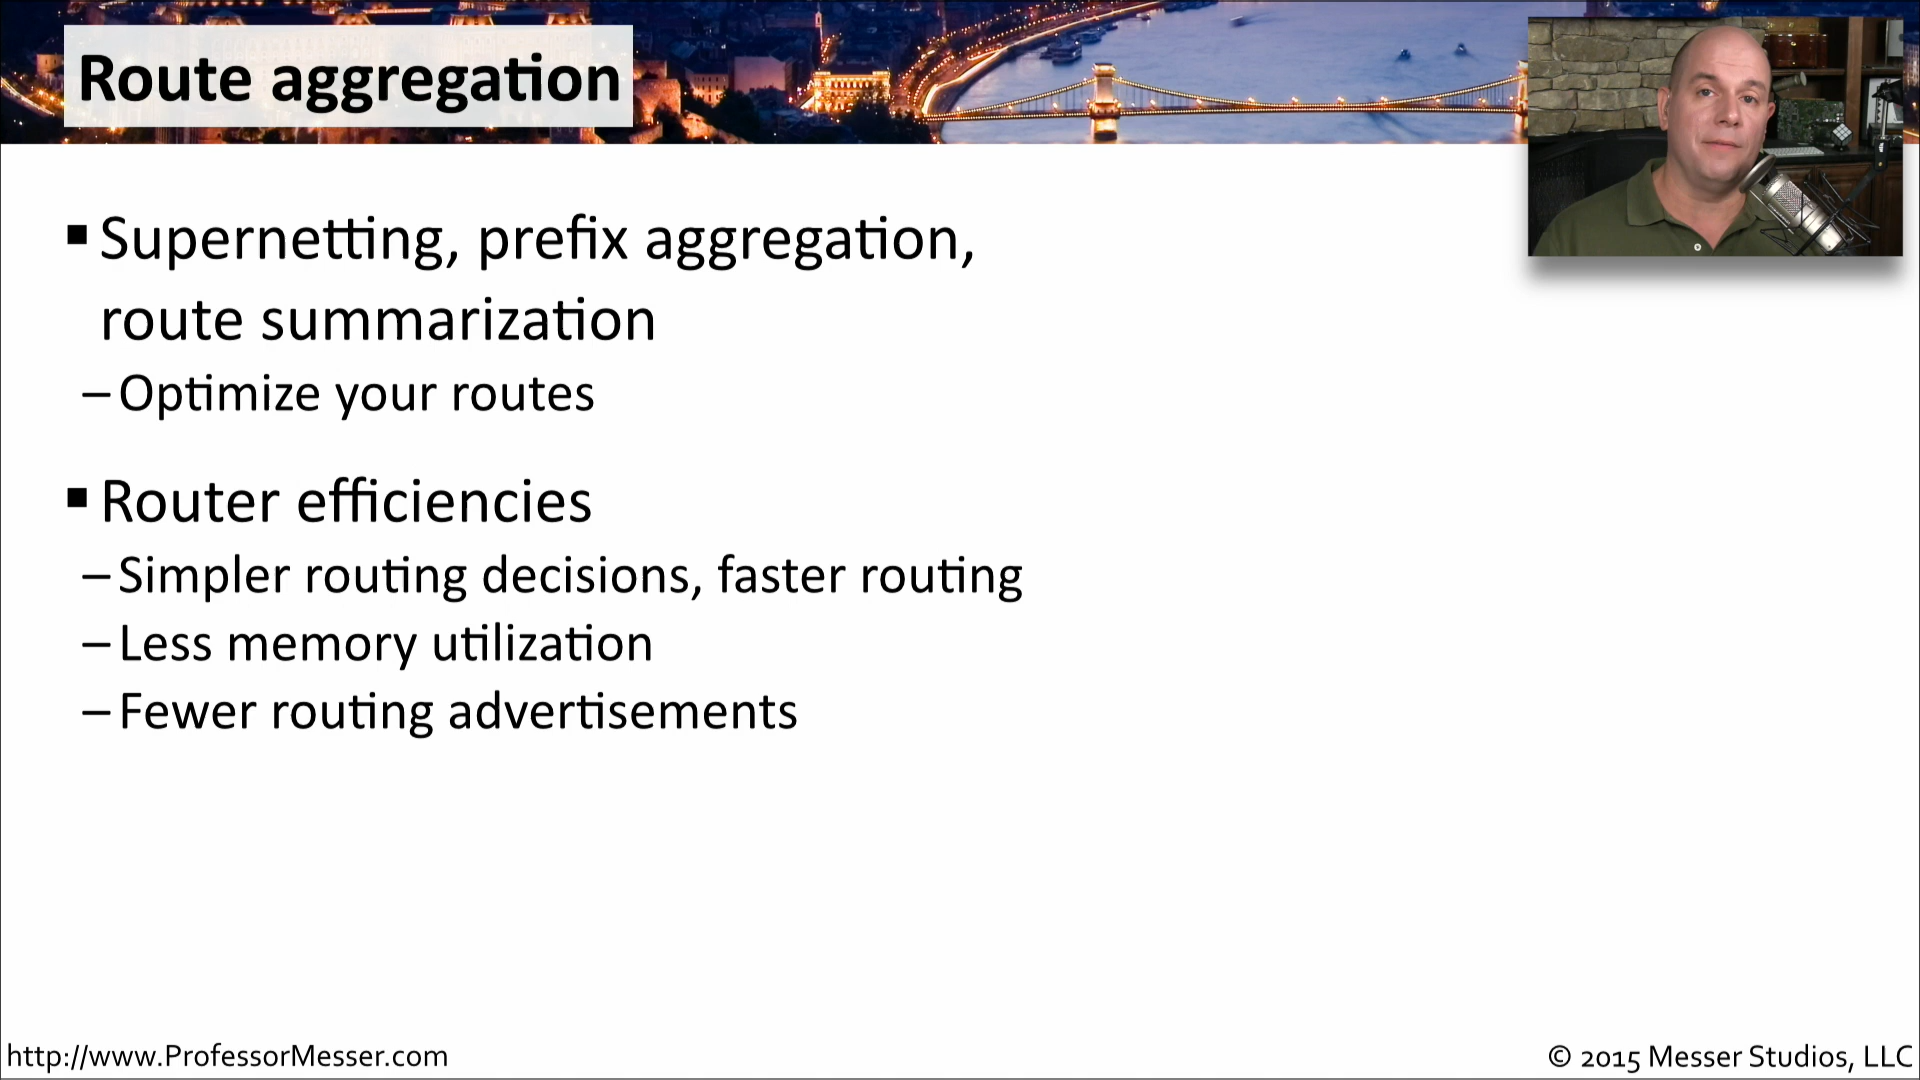 Route aggregation
▪ Supernetting, prefix aggregation,
route summarization
– Optimize your routes
▪ Router efficiencies
– Simpler routing decisions, faster routing
– Less memory utilization
– Fewer routing advertisements
http://www.ProfessorMesser.com
© 2015 Messer Studios, LLC